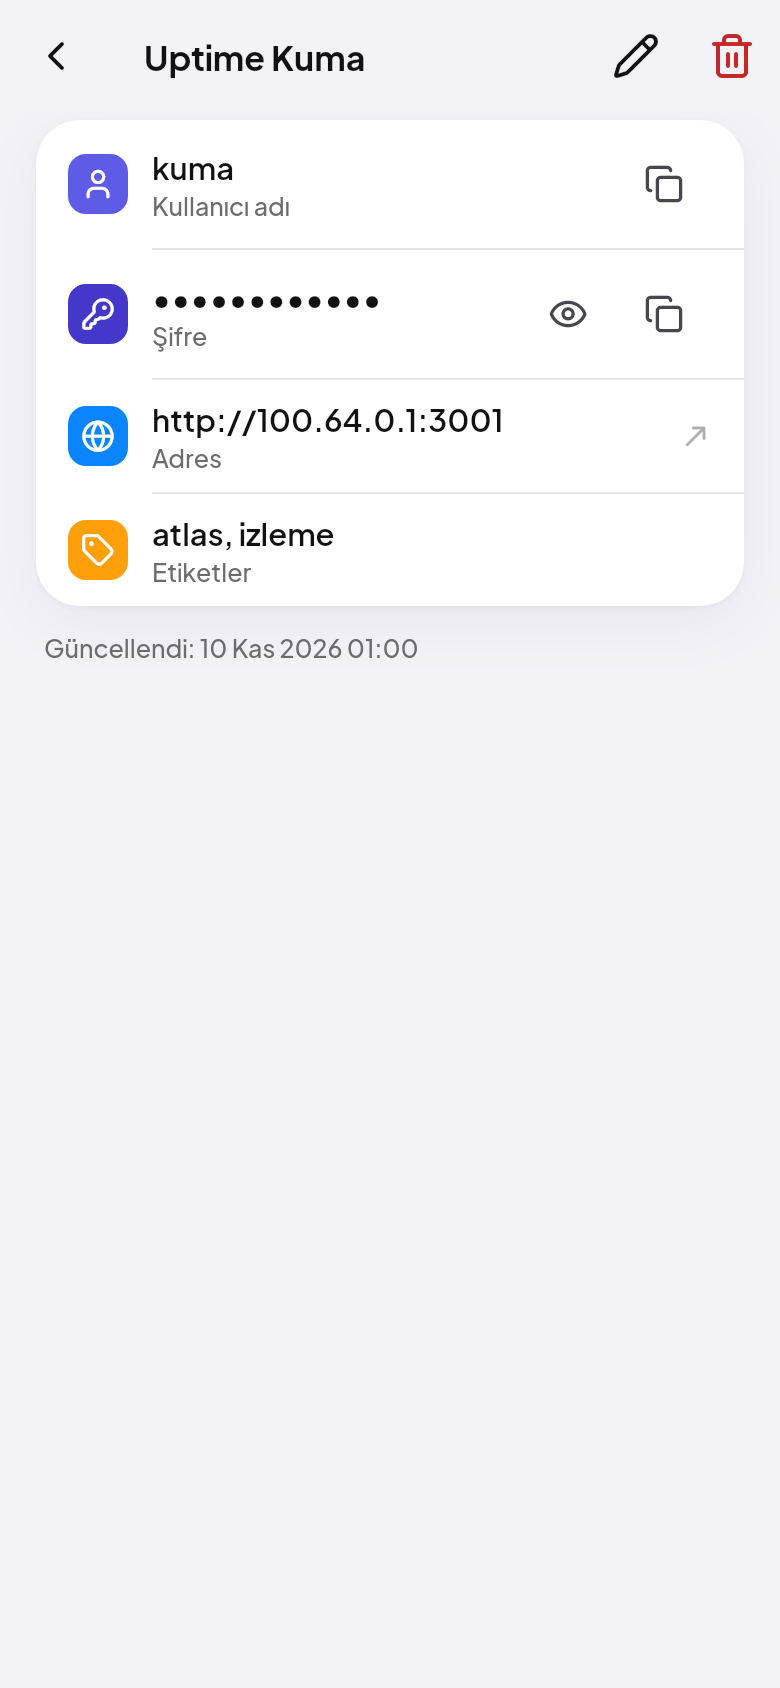 Uptime Kuma
kuma
Kullanıcı adı
••••••••••••
Şifre
http://100.64.0.1:3001
Adres
atlas, izleme
Etiketler
Güncellendi: 10 Kas 2026 01:00